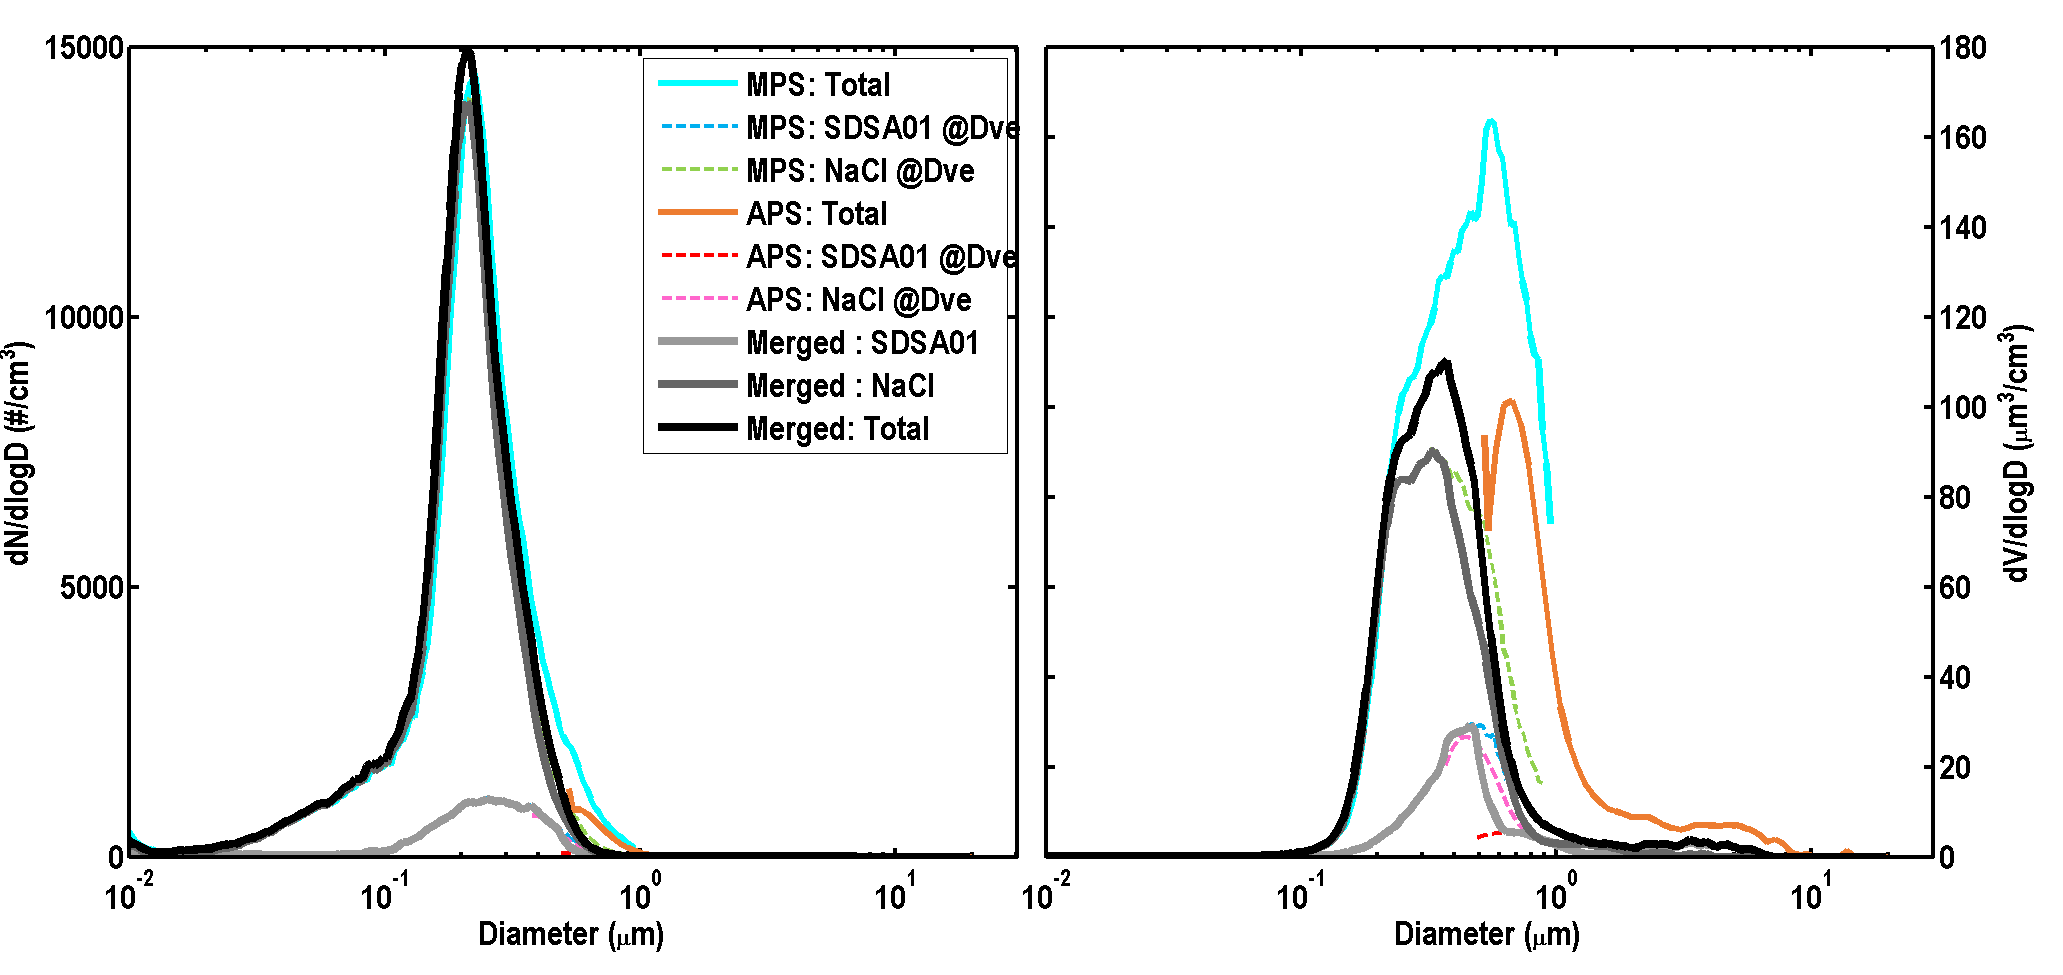 15000
10000
5000
0
dN/dlogD (#/cm³)
10⁻²
10⁻¹
10⁰
10¹
Diameter (μm)
MPS: Total
MPS: SDSA01 @Dve
MPS: NaCl @Dve
APS: Total
APS: SDSA01 @Dve
APS: NaCl @Dve
Merged : SDSA01
Merged : NaCl
Merged: Total
180
160
140
120
100
80
60
40
20
0
dV/dlogD (μm³/cm³)
10⁻²
10⁻¹
10⁰
10¹
Diameter (μm)